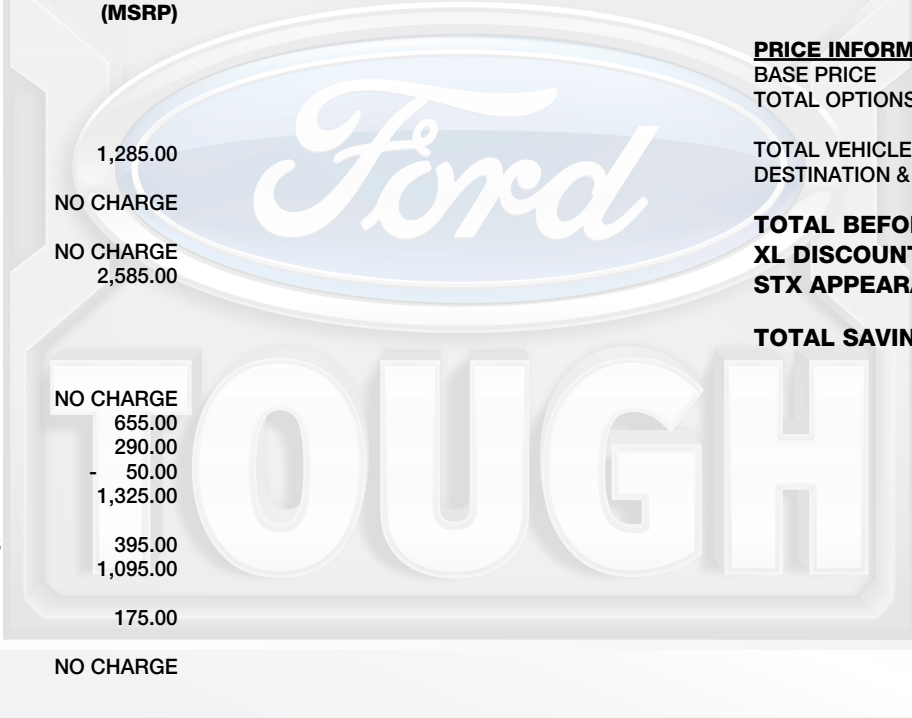 (MSRP)
1,285.00
NO CHARGE
NO CHARGE
2,585.00
NO CHARGE
655.00
290.00
- 50.00
1,325.00
395.00
1,095.00
175.00
NO CHARGE
PRICE INFORM
BASE PRICE
TOTAL OPTIONS
TOTAL VEHICLE
DESTINATION &
TOTAL BEFO
XL DISCOUNT
STX APPEAR
TOTAL SAVIN
Ford
TOUGH